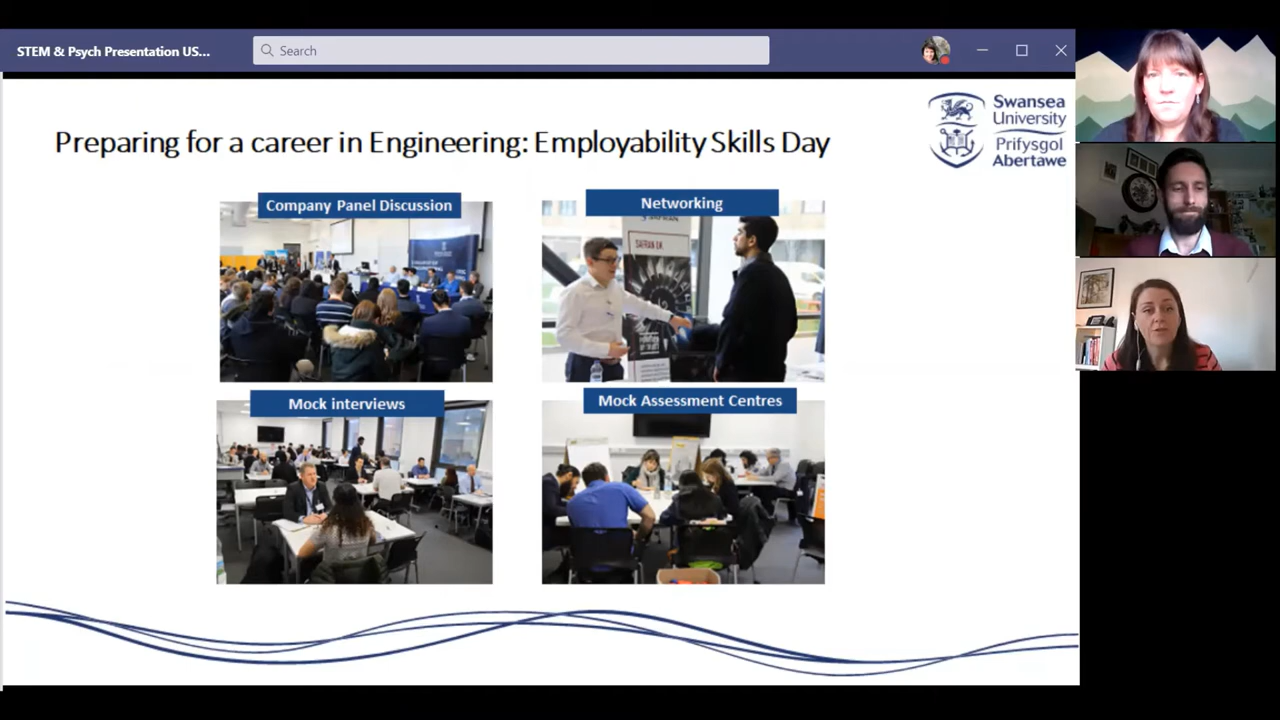 STEM & Psych Presentation US...
Search
Swansea
University
Prifysgol
Abertawe
Preparing for a career in Engineering: Employability Skills Day
Company Panel Discussion
Networking
SAFRAN
Mock interviews
Mock Assessment Centres